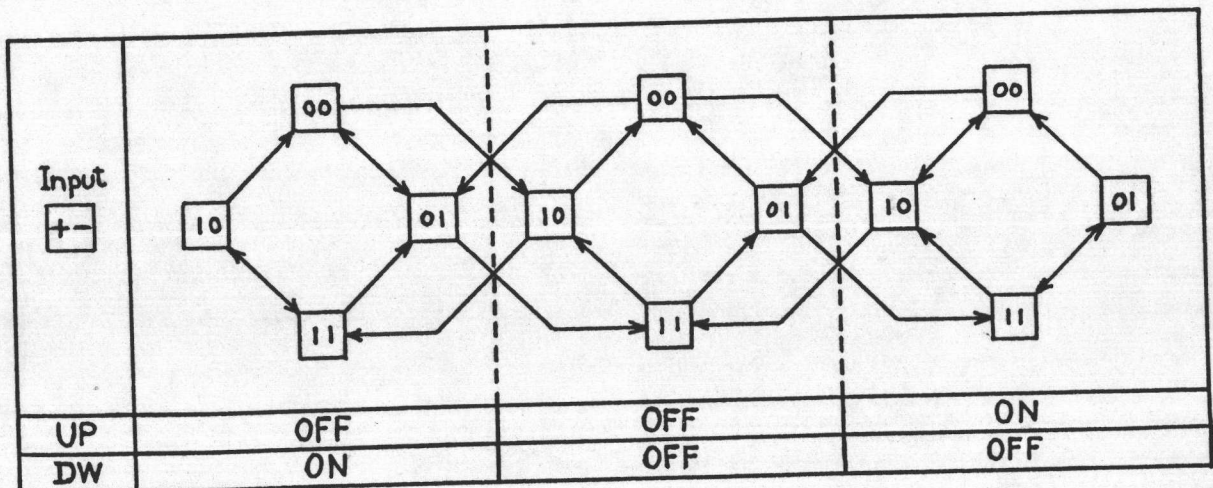 00 00 00
Input
+-
10 01 10 01 10 01
11 11 11
UP OFF OFF ON
DW ON OFF OFF